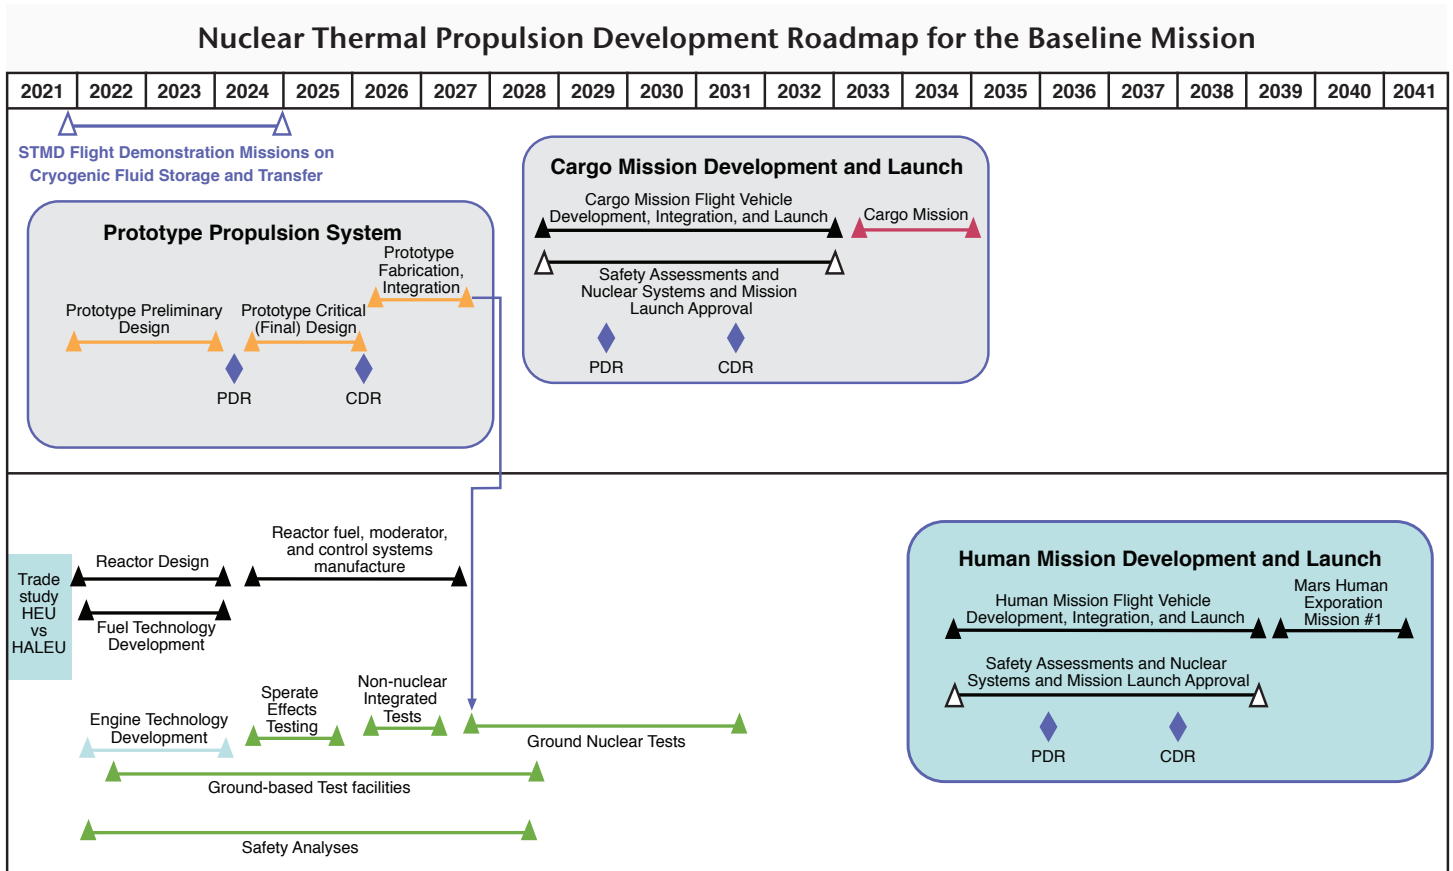 Nuclear Thermal Propulsion Development Roadmap for the Baseline Mission
2021 2022 2023 2024 2025 2026 2027 2028 2029 2030 2031 2032 2033 2034 2035 2036 2037 2038 2039 2040 2041
STMD Flight Demonstration Missions on
Cryogenic Fluid Storage and Transfer
Prototype Propulsion System
Prototype
Fabrication,
Integration
Prototype Preliminary
Design
Prototype Critical
(Final) Design
PDR
CDR
Cargo Mission Development and Launch
Cargo Mission Flight Vehicle
Development, Integration, and Launch
Cargo Mission
Safety Assessments and
Nuclear Systems and Mission
Launch Approval
PDR
CDR
Trade
study
HEU
vs
HALEU
Reactor Design
Fuel Technology
Development
Reactor fuel, moderator,
and control systems
manufacture
Engine Technology
Development
Sperate
Effects
Testing
Non-nuclear
Integrated
Tests
Ground Nuclear Tests
Ground-based Test facilities
Safety Analyses
Human Mission Development and Launch
Human Mission Flight Vehicle
Development, Integration, and Launch
Mars Human
Exporation
Mission #1
Safety Assessments and Nuclear
Systems and Mission Launch Approval
PDR
CDR